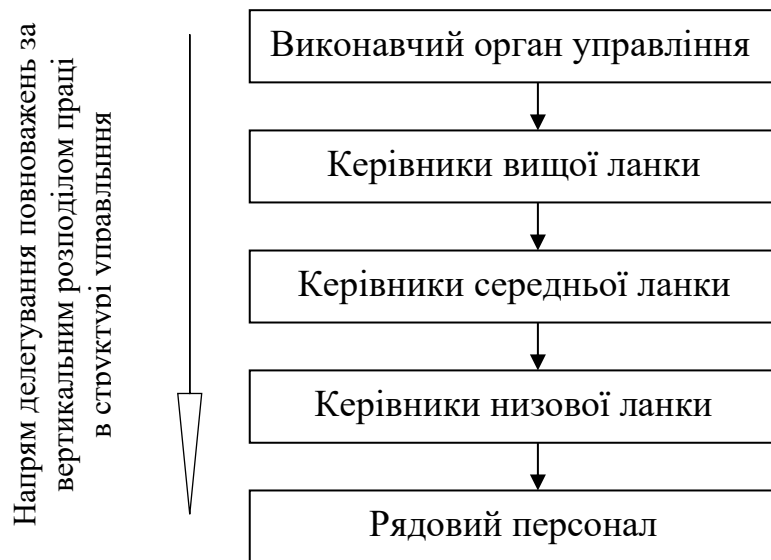 Напрям делегування повноважень за
вертикальним розподілом праці
в структурі управлыння
Виконавчий орган управління
Керівники вищої ланки
Керівники середньої ланки
Керівники низової ланки
Рядовий персонал